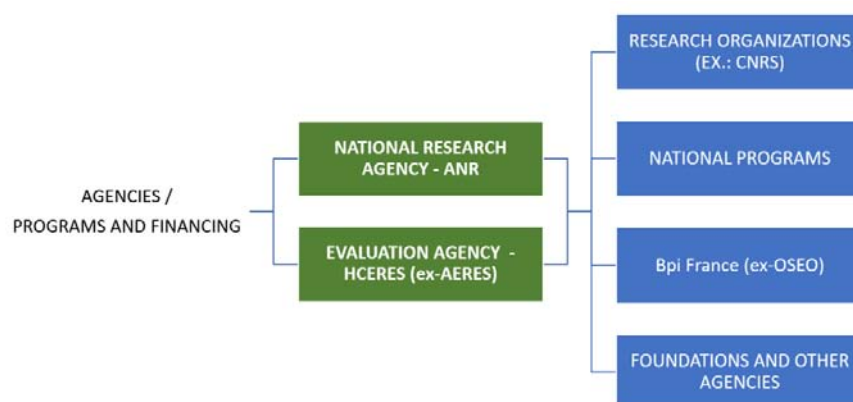 AGENCIES /
PROGRAMS AND FINANCING
NATIONAL RESEARCH
AGENCY - ANR
EVALUATION AGENCY -
HCERES (ex-AERES)
RESEARCH ORGANIZATIONS
(EX.: CNRS)
NATIONAL PROGRAMS
Bpi France (ex-OSEO)
FOUNDATIONS AND OTHER
AGENCIES